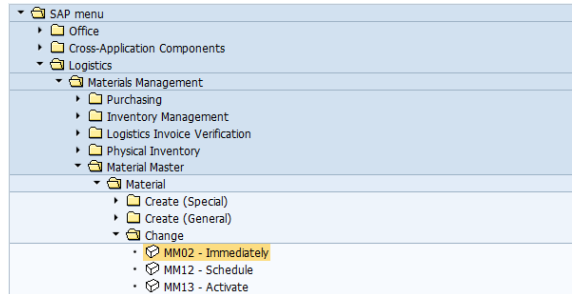 SAP menu
Office
Cross-Application Components
Logistics
Materials Management
Purchasing
Inventory Management
Logistics Invoice Verification
Physical Inventory
Material Master
Material
Create (Special)
Create (General)
Change
MM02 - Immediately
MM12 - Schedule
MM13 - Activate